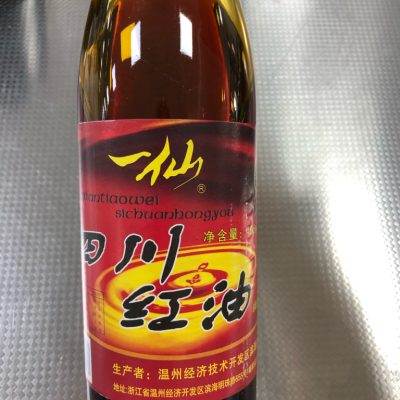 一仙
®
xiantiaowei
sichuanhongyou
净含量:
四川
红油
生产者: 温州经济技术开发区
地址:浙江省温州经济开发区滨海明珠路